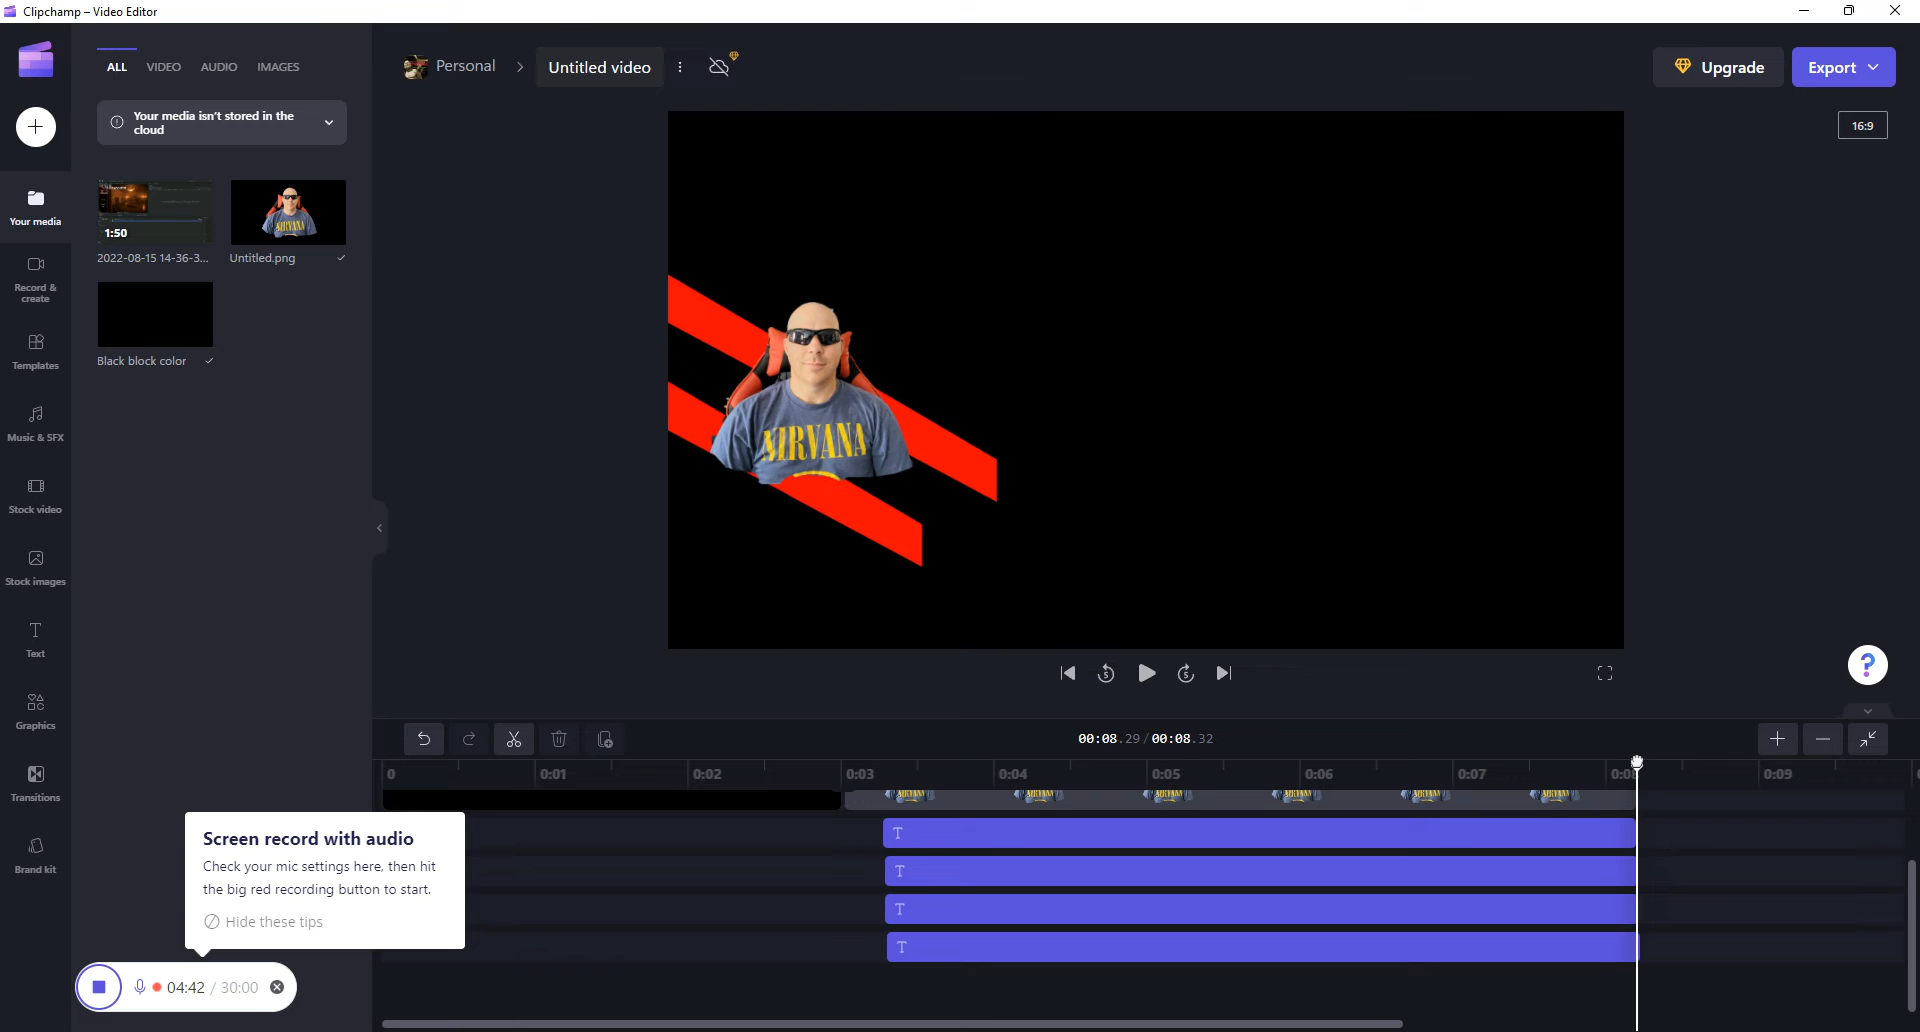 Clipchamp – Video Editor
ALL VIDEO AUDIO IMAGES
Personal > Untitled video
Upgrade
Export
16:9
Your media isn't stored in the
cloud
1:50
2022-08-15 14-36-3...
Untitled.png
Black block color
NIRVANA
Your media
Record &
create
Templates
Music & SFX
Stock video
Stock images
Text
Graphics
Transitions
Brand kit
5
5
?
00:08.29 / 00:08.32
0 0:01 0:02 0:03 0:04 0:05 0:06 0:07 0:08 0:09
T
T
T
T
Screen record with audio
Check your mic settings here, then hit
the big red recording button to start.
Hide these tips
04:42 / 30:00